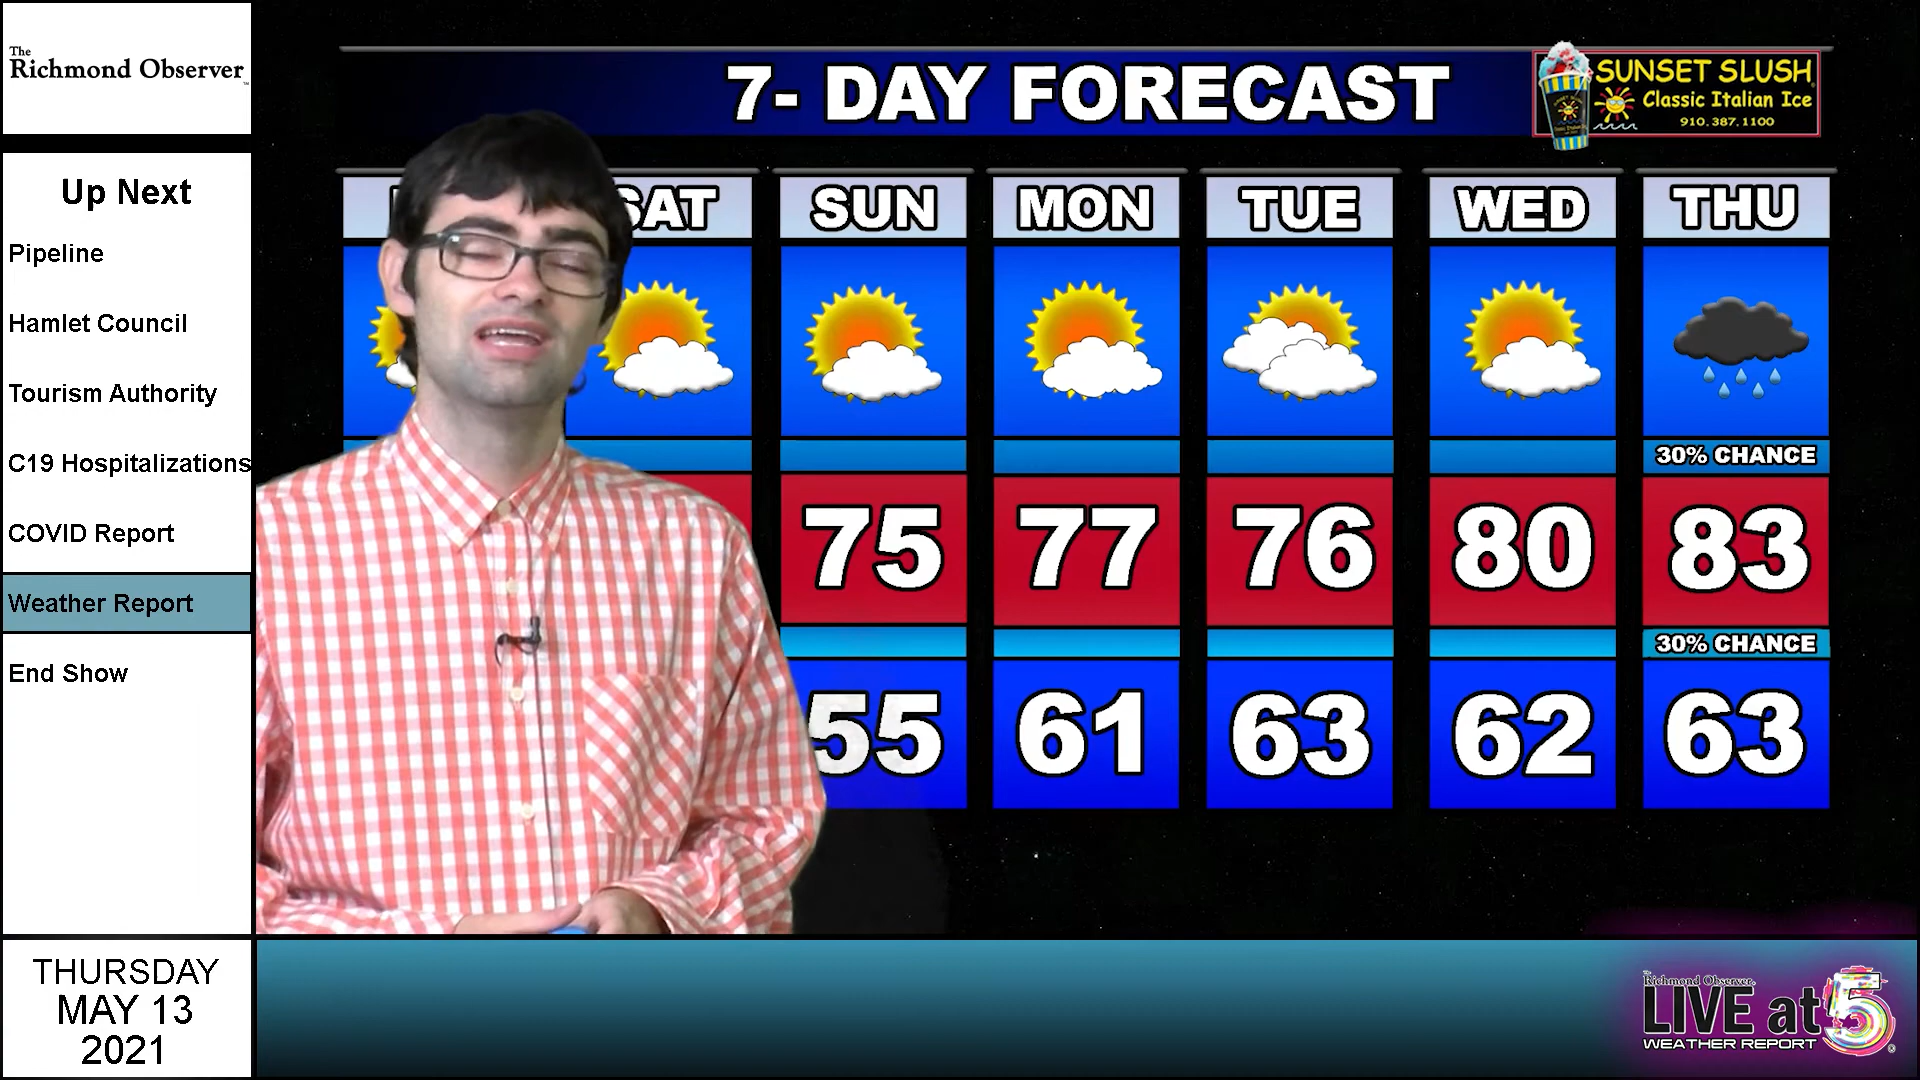 The
Richmond Observer
Up Next
Pipeline
Hamlet Council
Tourism Authority
C19 Hospitalizations
COVID Report
Weather Report
End Show
THURSDAY
MAY 13
2021
7- DAY FORECAST
SUNSET SLUSH
Classic Italian Ice
910.387.1100
SAT SUN MON TUE WED THU
30% CHANCE
75 77 76 80 83
30% CHANCE
55 61 63 62 63
The
Richmond Observer
LIVE at 5
WEATHER REPORT